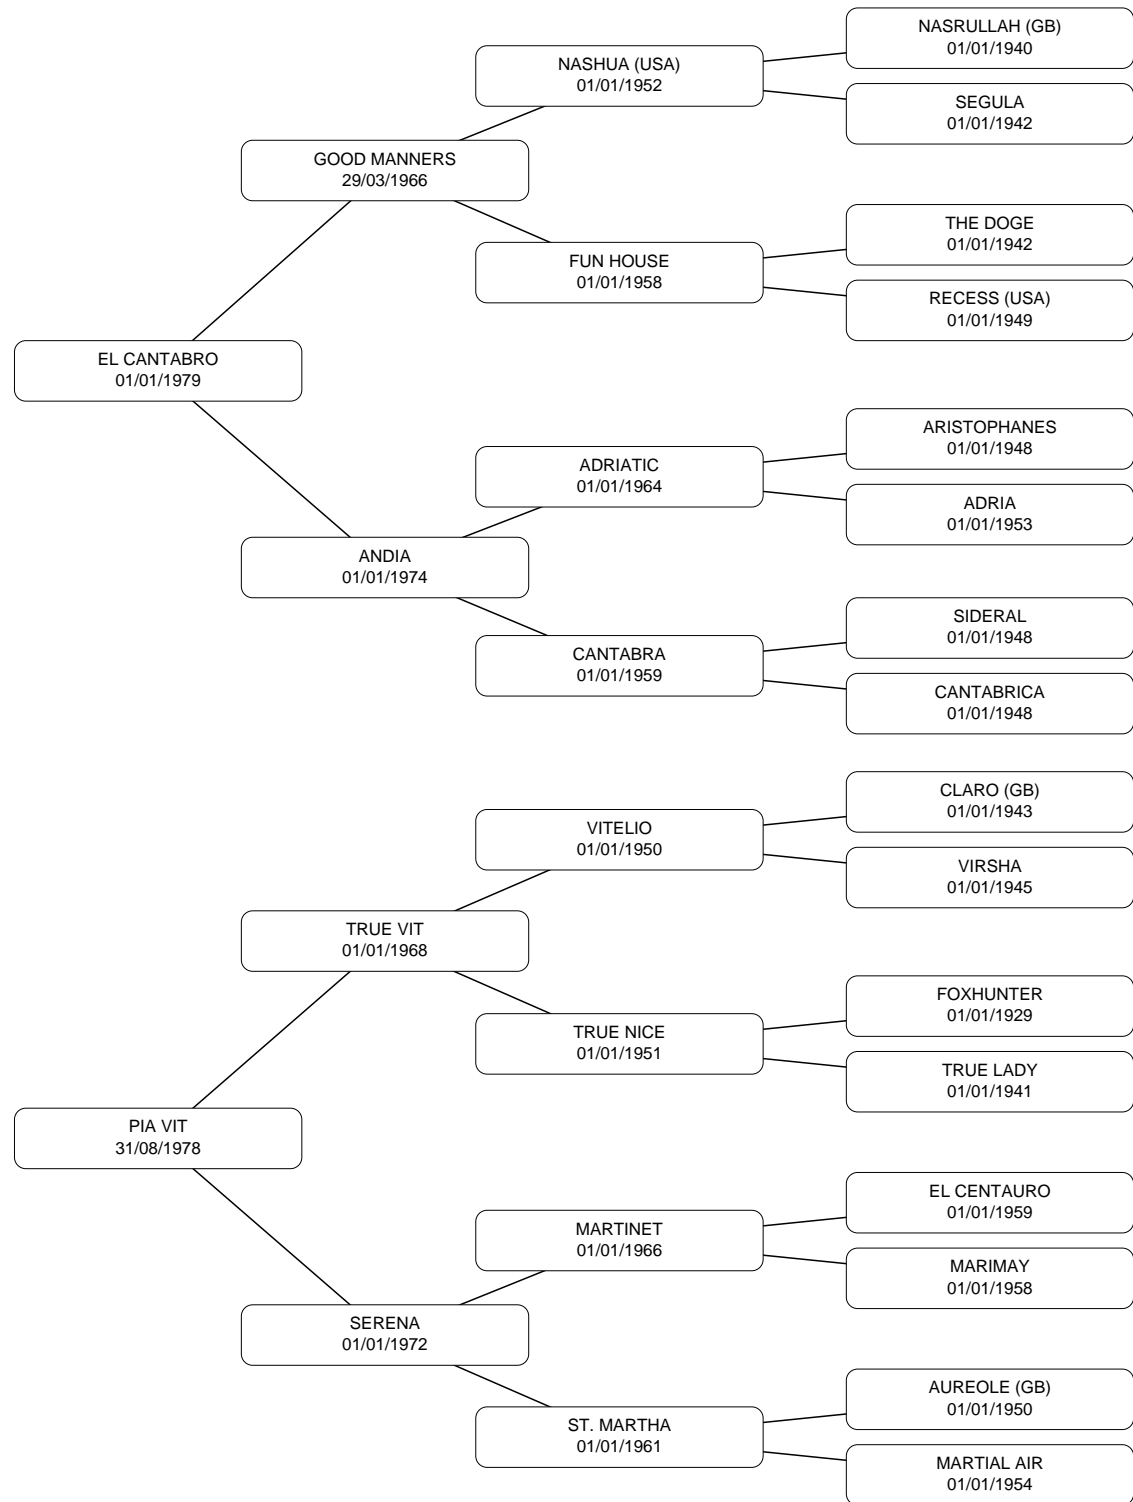 NASRULLAH (GB)
01/01/1940
NASHUA (USA)
01/01/1952
SEGULA
01/01/1942
GOOD MANNERS
29/03/1966
THE DOGE
01/01/1942
FUN HOUSE
01/01/1958
RECESS (USA)
01/01/1949
EL CANTABRO
01/01/1979
ARISTOPHANES
01/01/1948
ADRIATIC
01/01/1964
ADRIA
01/01/1953
ANDIA
01/01/1974
SIDERAL
01/01/1948
CANTABRA
01/01/1959
CANTABRICA
01/01/1948
CLARO (GB)
01/01/1943
VITELIO
01/01/1950
VIRSHA
01/01/1945
TRUE VIT
01/01/1968
FOXHUNTER
01/01/1929
TRUE NICE
01/01/1951
TRUE LADY
01/01/1941
PIA VIT
31/08/1978
EL CENTAURO
01/01/1959
MARTINET
01/01/1966
MARIMAY
01/01/1958
SERENA
01/01/1972
AUREOLE (GB)
01/01/1950
ST. MARTHA
01/01/1961
MARTIAL AIR
01/01/1954